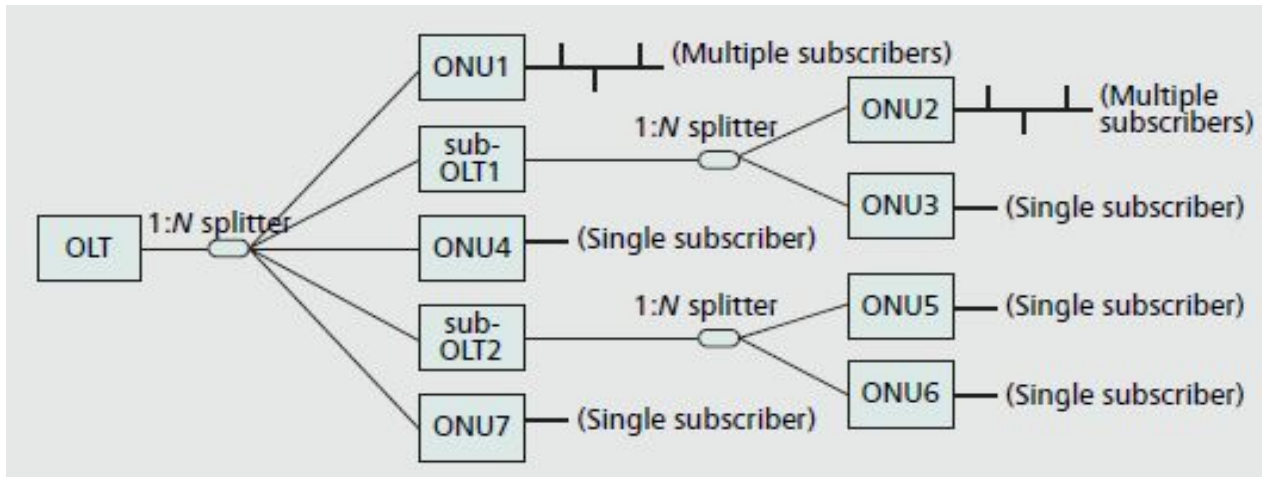 ONU1
(Multiple subscribers)
ONU2
(Multiple
subscribers)
1:N splitter
sub-
OLT1
ONU3
(Single subscriber)
1:N splitter
OLT
ONU4
(Single subscriber)
1:N splitter
ONU5
(Single subscriber)
sub-
OLT2
ONU6
(Single subscriber)
ONU7
(Single subscriber)